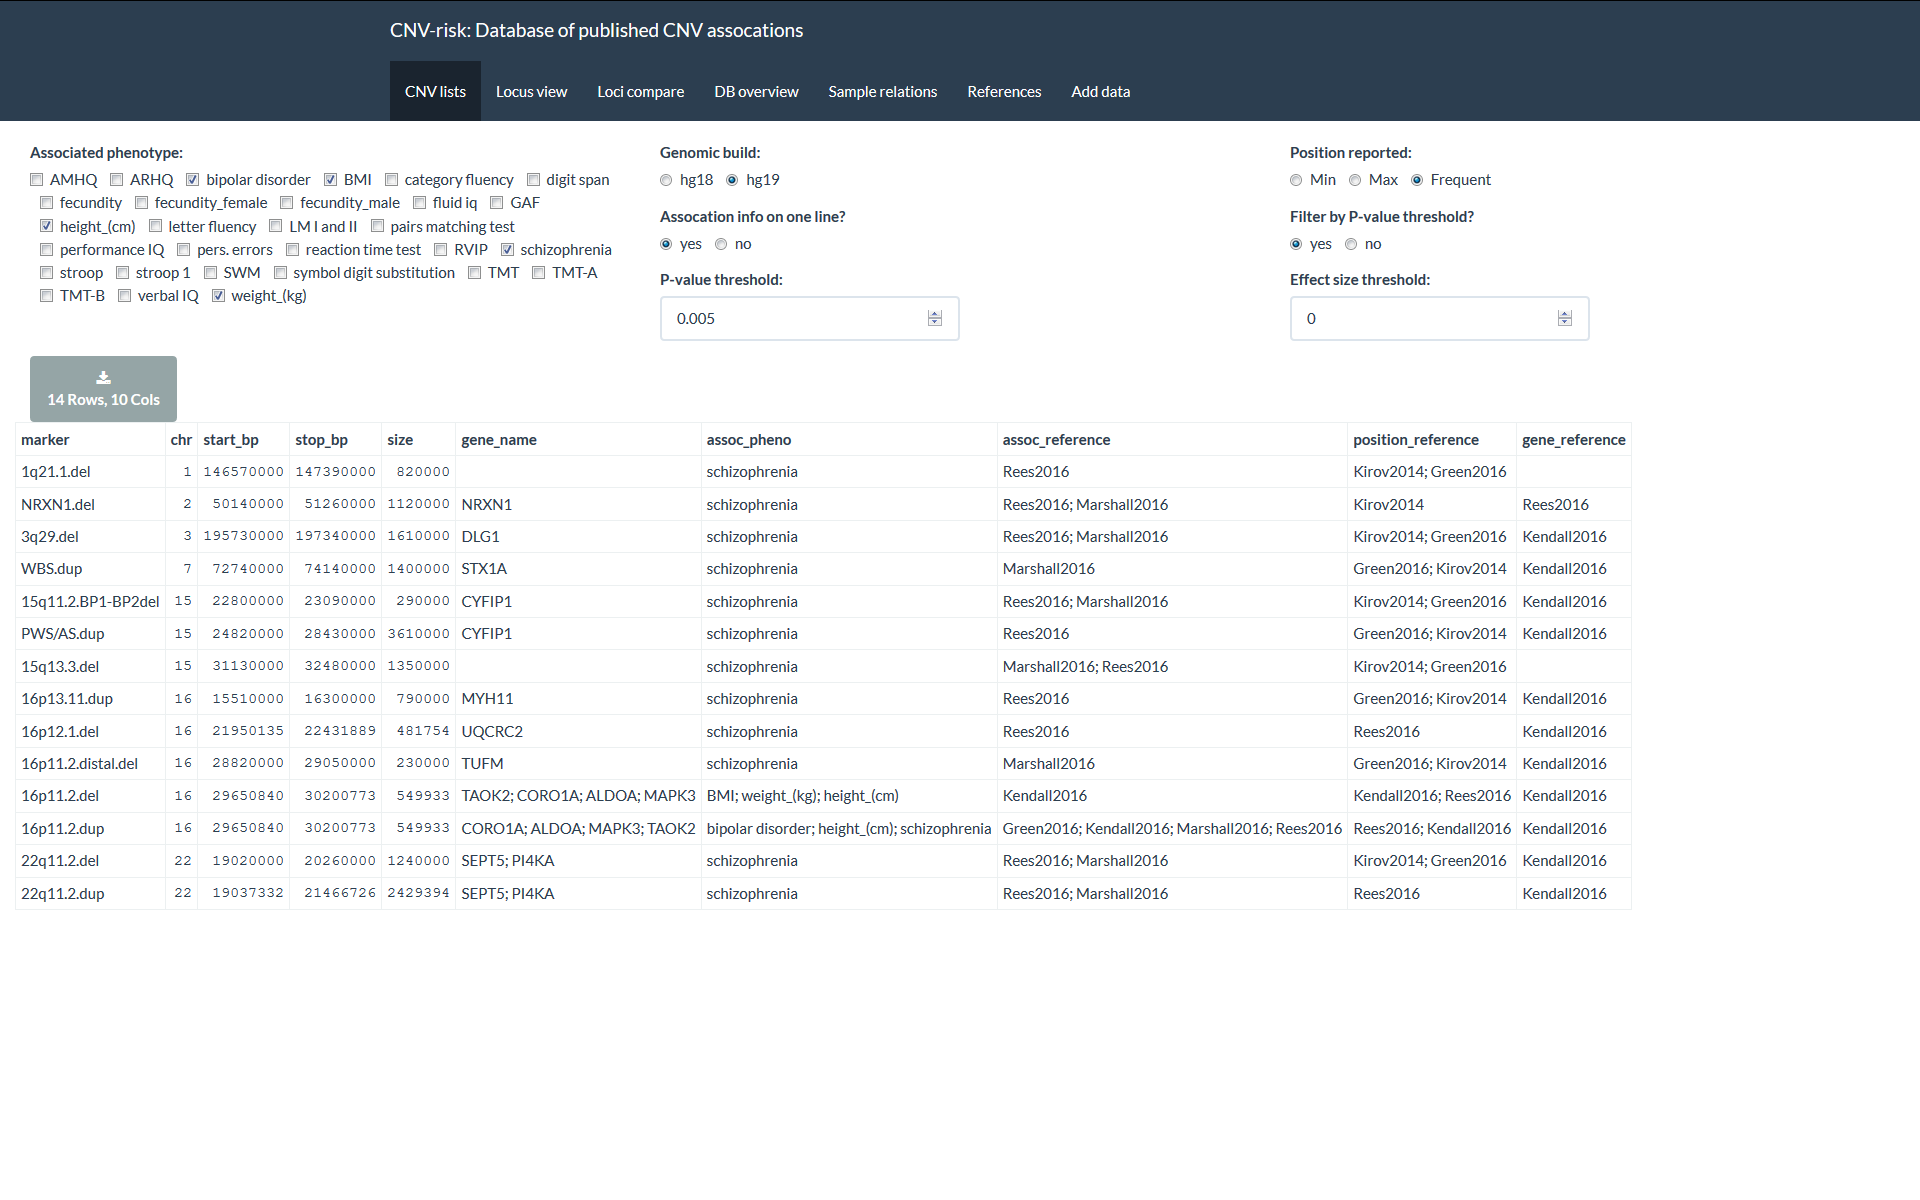 CNV-risk: Database of published CNV assocations
CNV lists Locus view Loci compare DB overview Sample relations References Add data
Associated phenotype:
AMHQ ARHQ bipolar disorder BMI category fluency digit span
fecundity fecundity_female fecundity_male fluid iq GAF
height_(cm) letter fluency LM I and II pairs matching test
performance IQ pers. errors reaction time test RVIP schizophrenia
stroop stroop 1 SWM symbol digit substitution TMT TMT-A
TMT-B verbal IQ weight_(kg)
Genomic build:
hg18 hg19
Assocation info on one line?
yes no
P-value threshold:
0.005
Position reported:
Min Max Frequent
Filter by P-value threshold?
yes no
Effect size threshold:
0
14 Rows, 10 Cols
marker chr start_bp stop_bp size gene_name assoc_pheno assoc_reference position_reference gene_reference
1q21.1.del 1 146570000 147390000 820000 schizophrenia Rees2016 Kirov2014; Green2016
NRXN1.del 2 50140000 51260000 1120000 NRXN1 schizophrenia Rees2016; Marshall2016 Kirov2014 Rees2016
3q29.del 3 195730000 197340000 1610000 DLG1 schizophrenia Rees2016; Marshall2016 Kirov2014; Green2016 Kendall2016
WBS.dup 7 72740000 74140000 1400000 STX1A schizophrenia Marshall2016 Green2016; Kirov2014 Kendall2016
15q11.2.BP1-BP2del 15 22800000 23090000 290000 CYFIP1 schizophrenia Rees2016; Marshall2016 Kirov2014; Green2016 Kendall2016
PWS/AS.dup 15 24820000 28430000 3610000 CYFIP1 schizophrenia Rees2016 Green2016; Kirov2014 Kendall2016
15q13.3.del 15 31130000 32480000 1350000 schizophrenia Marshall2016; Rees2016 Kirov2014; Green2016
16p13.11.dup 16 15510000 16300000 790000 MYH11 schizophrenia Rees2016 Green2016; Kirov2014 Kendall2016
16p12.1.del 16 21950135 22431889 481754 UQCRC2 schizophrenia Rees2016 Rees2016 Kendall2016
16p11.2.distal.del 16 28820000 29050000 230000 TUFM schizophrenia Marshall2016 Green2016; Kirov2014 Kendall2016
16p11.2.del 16 29650840 30200773 549933 TAOK2; CORO1A; ALDOA; MAPK3 BMI; weight_(kg); height_(cm) Kendall2016 Kendall2016; Rees2016 Kendall2016
16p11.2.dup 16 29650840 30200773 549933 CORO1A; ALDOA; MAPK3; TAOK2 bipolar disorder; height_(cm); schizophrenia Green2016; Kendall2016; Marshall2016; Rees2016 Rees2016; Kendall2016 Kendall2016
22q11.2.del 22 19020000 20260000 1240000 SEPT5; PI4KA schizophrenia Rees2016; Marshall2016 Kirov2014; Green2016 Kendall2016
22q11.2.dup 22 19037332 21466726 2429394 SEPT5; PI4KA schizophrenia Rees2016; Marshall2016 Rees2016 Kendall2016